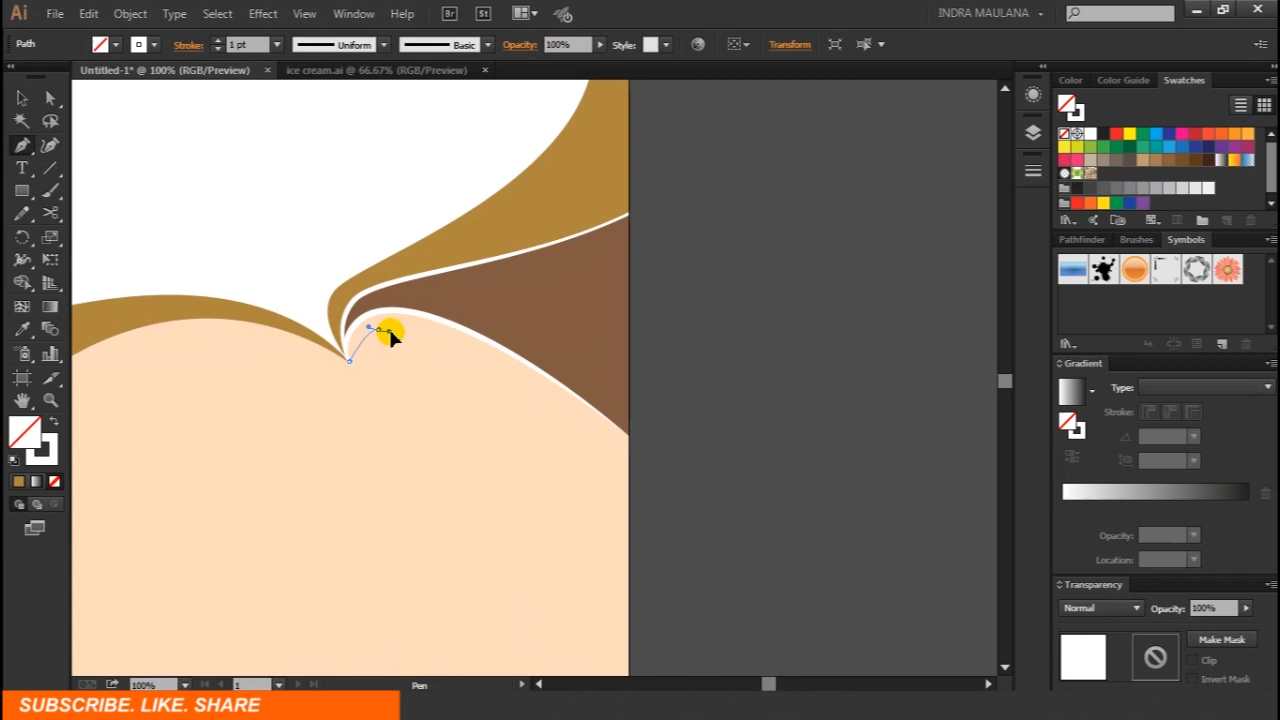 Ai File Edit Object Type Select Effect View Window Help Br St INDRA MAULANA
Path Stroke: 1 pt Uniform Basic Opacity: 100% Style: Transform
Untitled-1* @ 100% (RGB/Preview) × ice cream.ai @ 66.67% (RGB/Preview) ×
Color Color Guide Swatches
Pathfinder Brushes Symbols
Gradient
Type:
Stroke:
Opacity:
Location:
Transparency
Normal Opacity: 100%
Make Mask
Clip
Invert Mask
100% 1 Pen
SUBSCRIBE. LIKE. SHARE